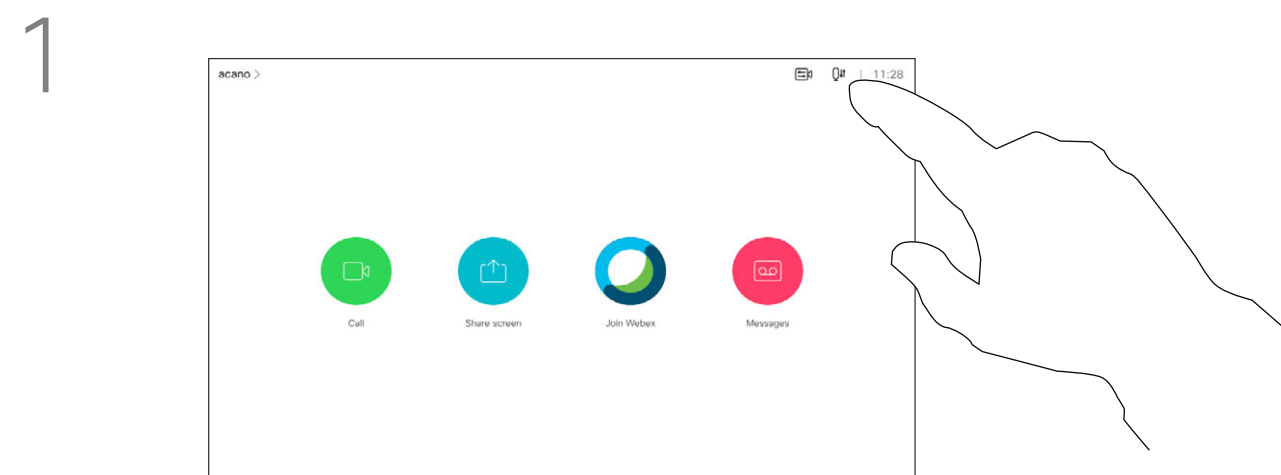 1
acano >
11:28
Call
Share screen
Join Webex
Messages